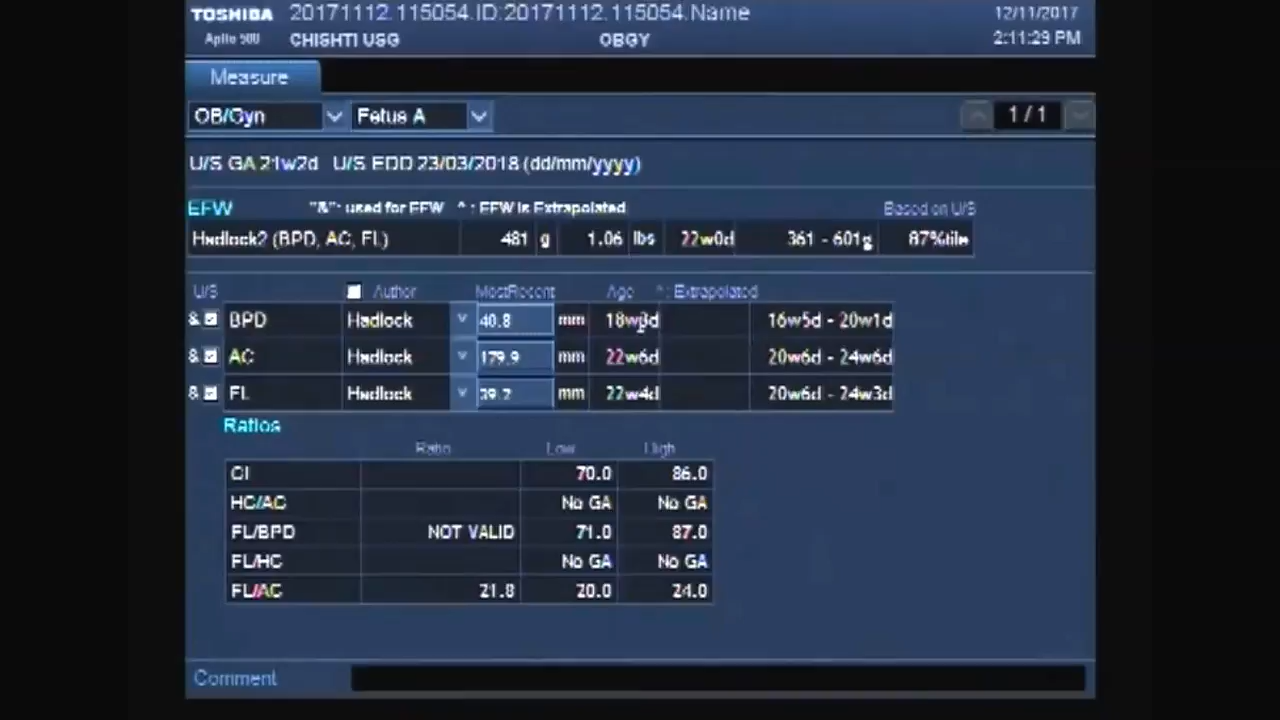 TOSHIBA 20171112.115054.ID:20171112.115054.Name 12/11/2017
Aplio 500 CHISHTI USG OBGY 2:11:29 PM
Measure
OB/Gyn Fetus A 1 / 1
U/S GA 21w2d U/S EDD 23/03/2018 (dd/mm/yyyy)
EFW "&": used for EFW ^ : EFW is Extrapolated Based on U/S
Hadlock2 (BPD, AC, FL) 481 g 1.06 lbs 22w0d 361 - 601g 87%tile
U/S Author MostRecent Age ^ : Extrapolated
& BPD Hadlock 40.8 mm 16w5d - 20w1d
& AC Hadlock 179.9 mm 22w6d 20w6d - 24w6d
& FL Hadlock 39.2 mm 22w4d 20w6d - 24w3d
Ratios
Ratio Low High
CI 70.0 86.0
HC/AC No GA No GA
FL/BPD NOT VALID 71.0 87.0
FL/HC No GA No GA
FL/AC 21.8 20.0 24.0
Comment